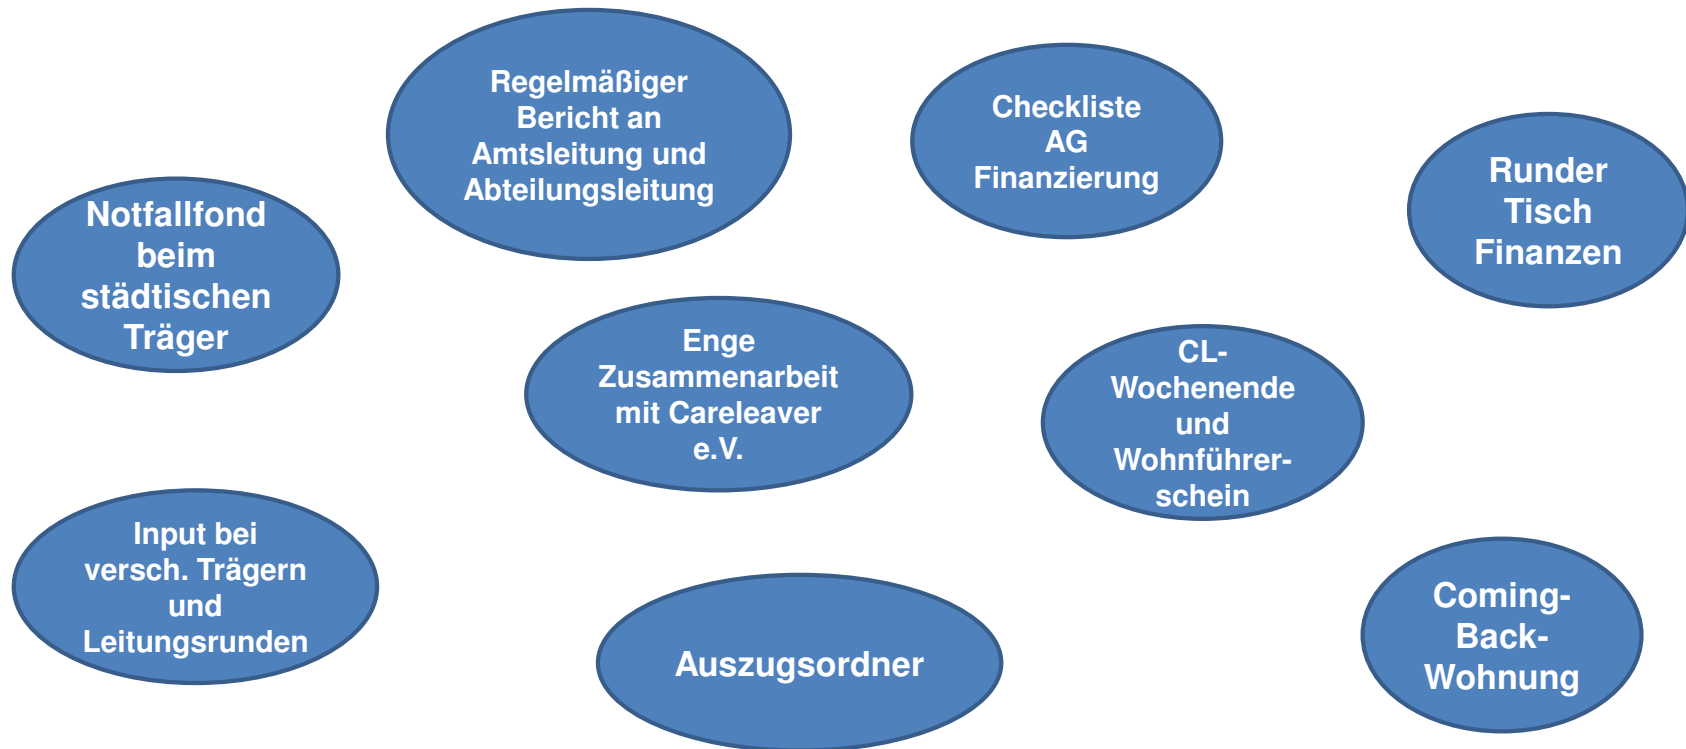 Regelmäßiger
Bericht an
Amtsleitung und
Abteilungsleitung
Checkliste
AG
Finanzierung
Runder
Tisch
Finanzen
Notfallfond
beim
städtischen
Träger
Enge
Zusammenarbeit
mit Careleaver
e.V.
CL-
Wochenende
und
Wohnführer-
schein
Input bei
versch. Trägern
und
Leitungsrunden
Auszugsordner
Coming-
Back-
Wohnung